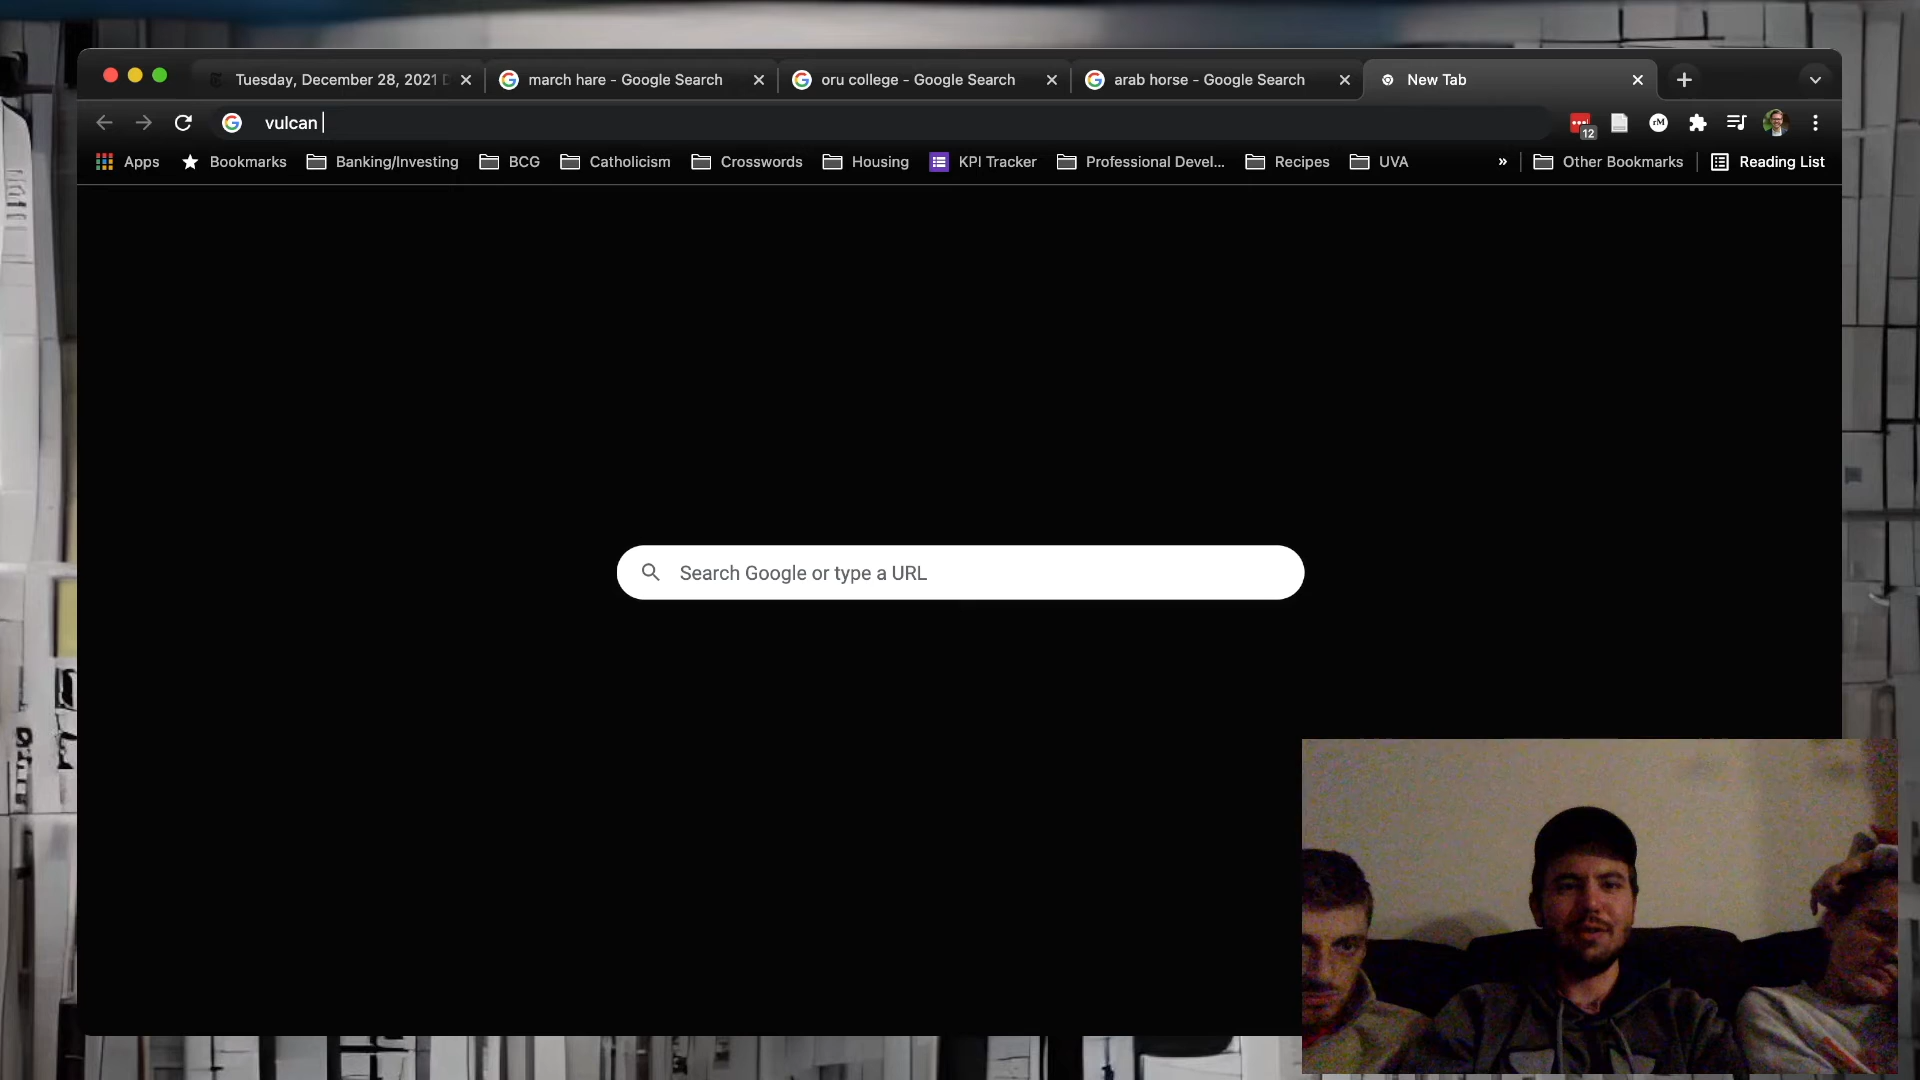 Tuesday, December 28, 2021
march hare - Google Search
oru college - Google Search
arab horse - Google Search
New Tab
vulcan
12
rM
Apps
Bookmarks
Banking/Investing
BCG
Catholicism
Crosswords
Housing
KPI Tracker
Professional Devel...
Recipes
UVA
»
Other Bookmarks
Reading List
Search Google or type a URL